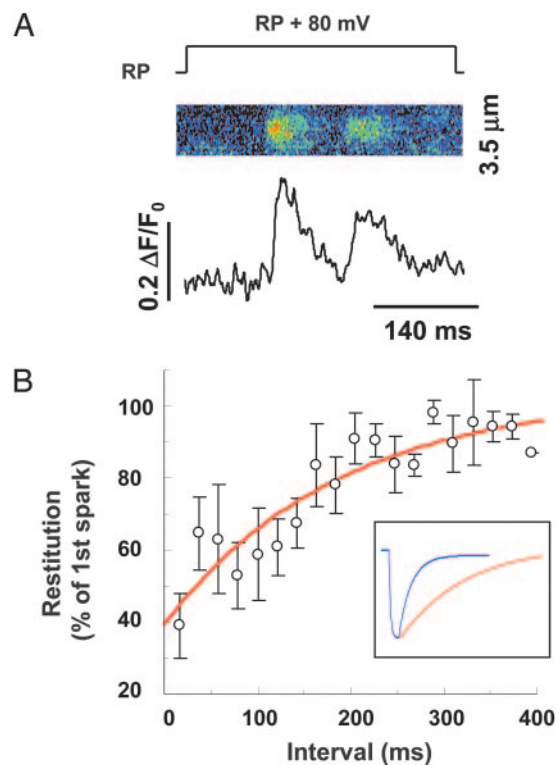 A
RP + 80 mV
RP
3.5 μm
0.2 ΔF/F0
140 ms
B
Restitution
(% of 1st spark)
100
80
60
40
20
0
100
200
300
400
Interval (ms)